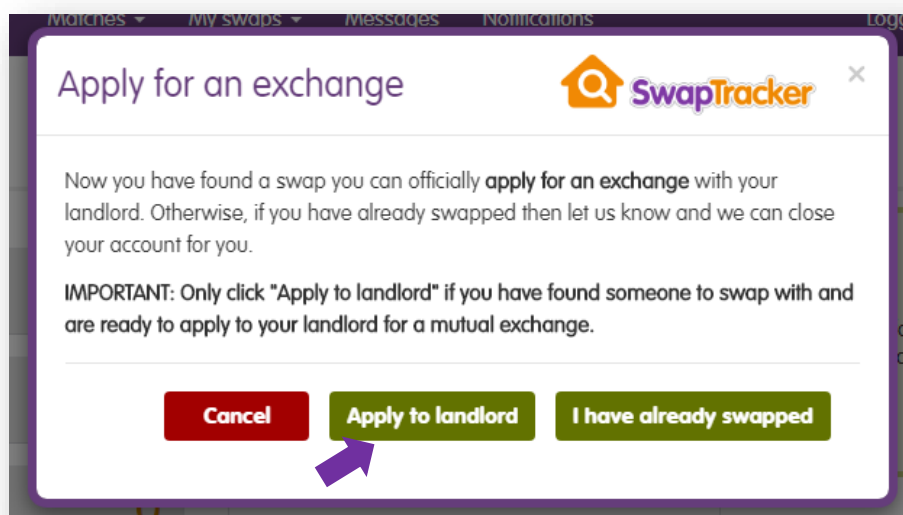 Matches My swaps Messages Notifications Logg
Apply for an exchange
SwapTracker
×
Now you have found a swap you can officially apply for an exchange with your
landlord. Otherwise, if you have already swapped then let us know and we can close
your account for you.
IMPORTANT: Only click "Apply to landlord" if you have found someone to swap with and
are ready to apply to your landlord for a mutual exchange.
Cancel Apply to landlord I have already swapped